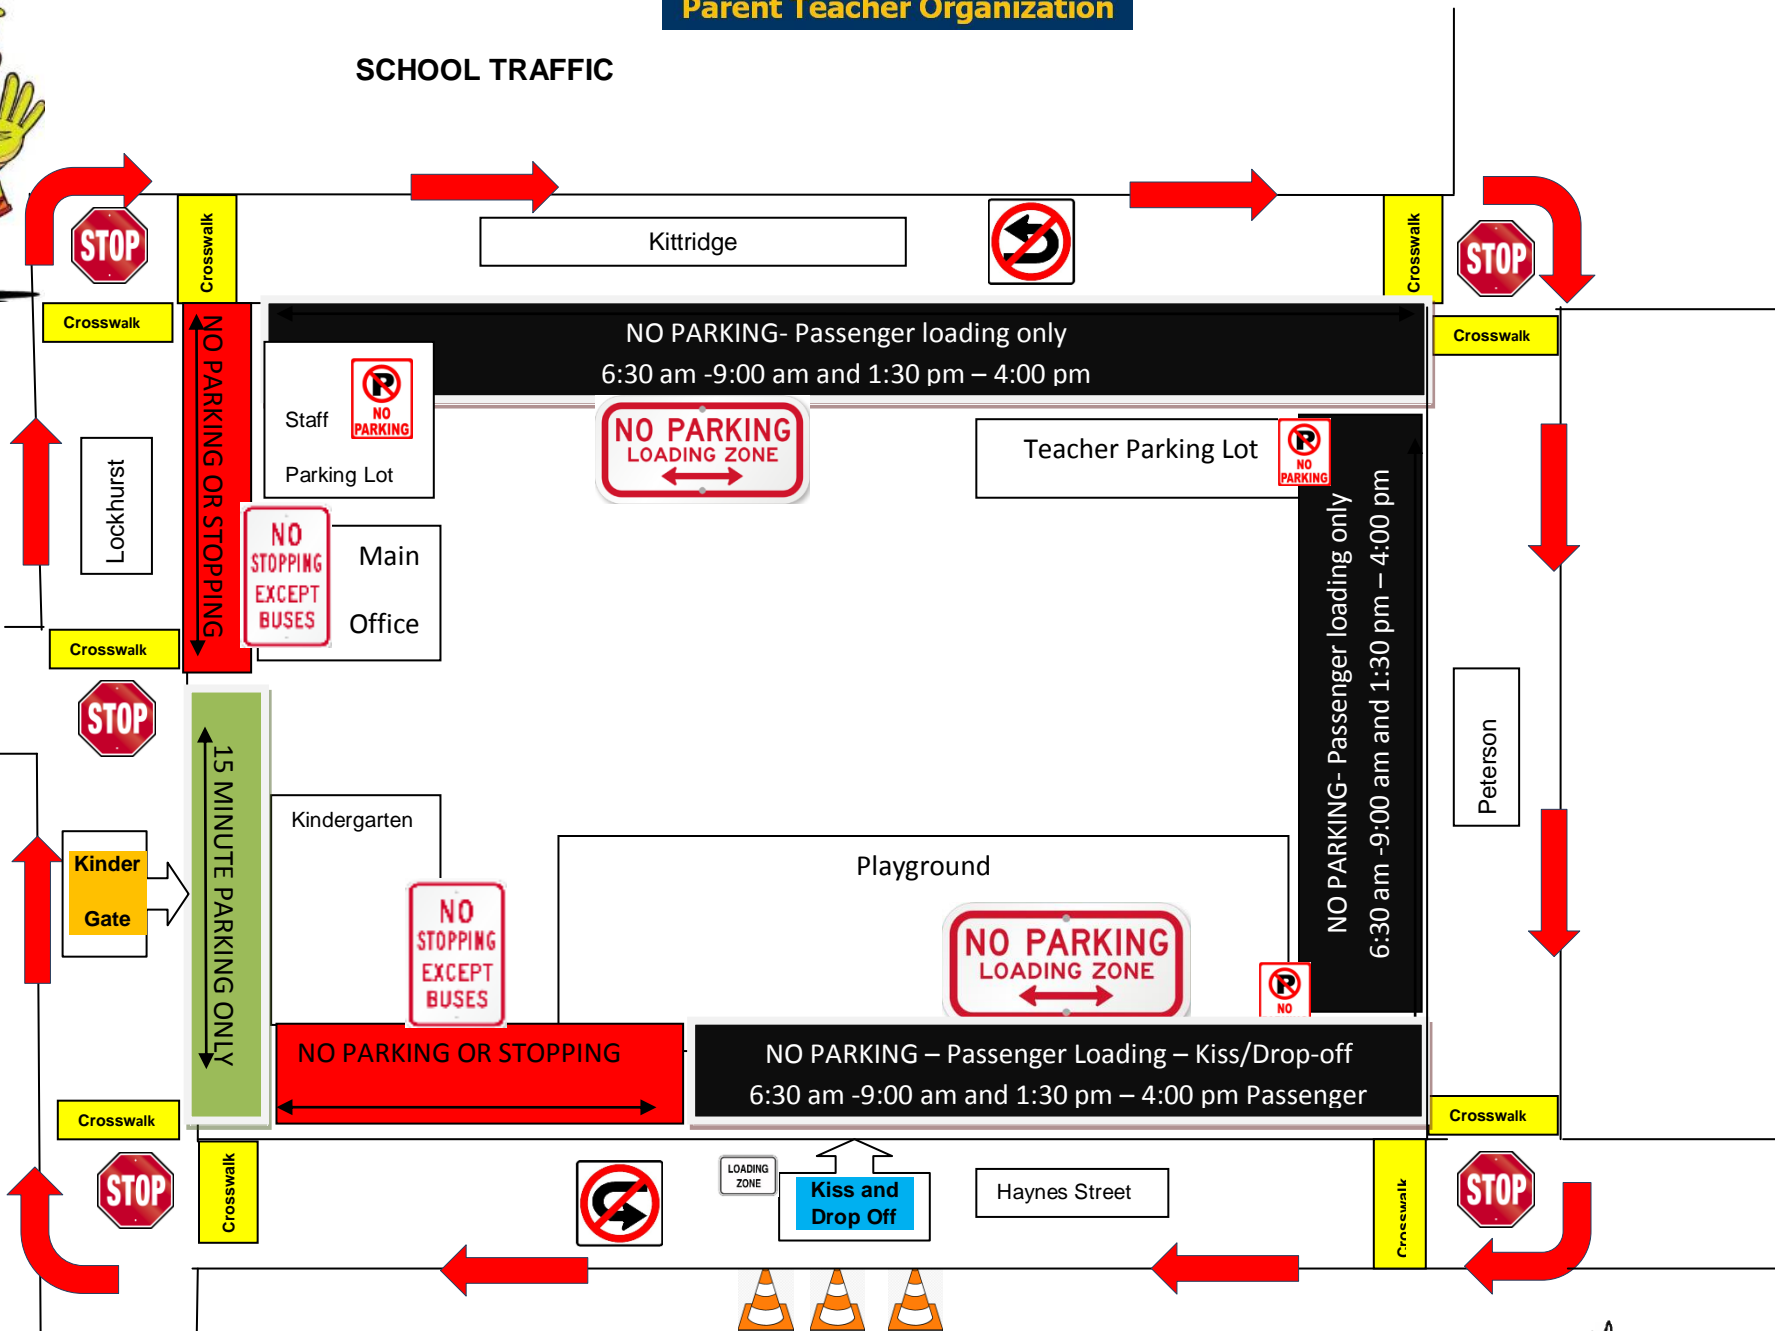 Parent Teacher Organization
SCHOOL TRAFFIC
STOP
Crosswalk
Kittridge
Crosswalk
STOP
Crosswalk
Crosswalk
NO PARKING- Passenger loading only
6:30 am -9:00 am and 1:30 pm – 4:00 pm
NO PARKING OR STOPPING
Staff
Parking Lot
P
NO
PARKING
NO PARKING
LOADING ZONE
Teacher Parking Lot
P
NO
PARKING
Lockhurst
NO
STOPPING
EXCEPT
BUSES
Main
Office
NO PARKING- Passenger loading only
6:30 am -9:00 am and 1:30 pm – 4:00 pm
Peterson
Crosswalk
STOP
15 MINUTE PARKING ONLY
Kindergarten
Kinder
Gate
Playground
NO
STOPPING
EXCEPT
BUSES
NO PARKING
LOADING ZONE
P
NO
NO PARKING OR STOPPING
NO PARKING – Passenger Loading – Kiss/Drop-off
6:30 am -9:00 am and 1:30 pm – 4:00 pm Passenger
Crosswalk
Crosswalk
STOP
Crosswalk
LOADING
ZONE
Kiss and
Drop Off
Haynes Street
Crosswalk
STOP